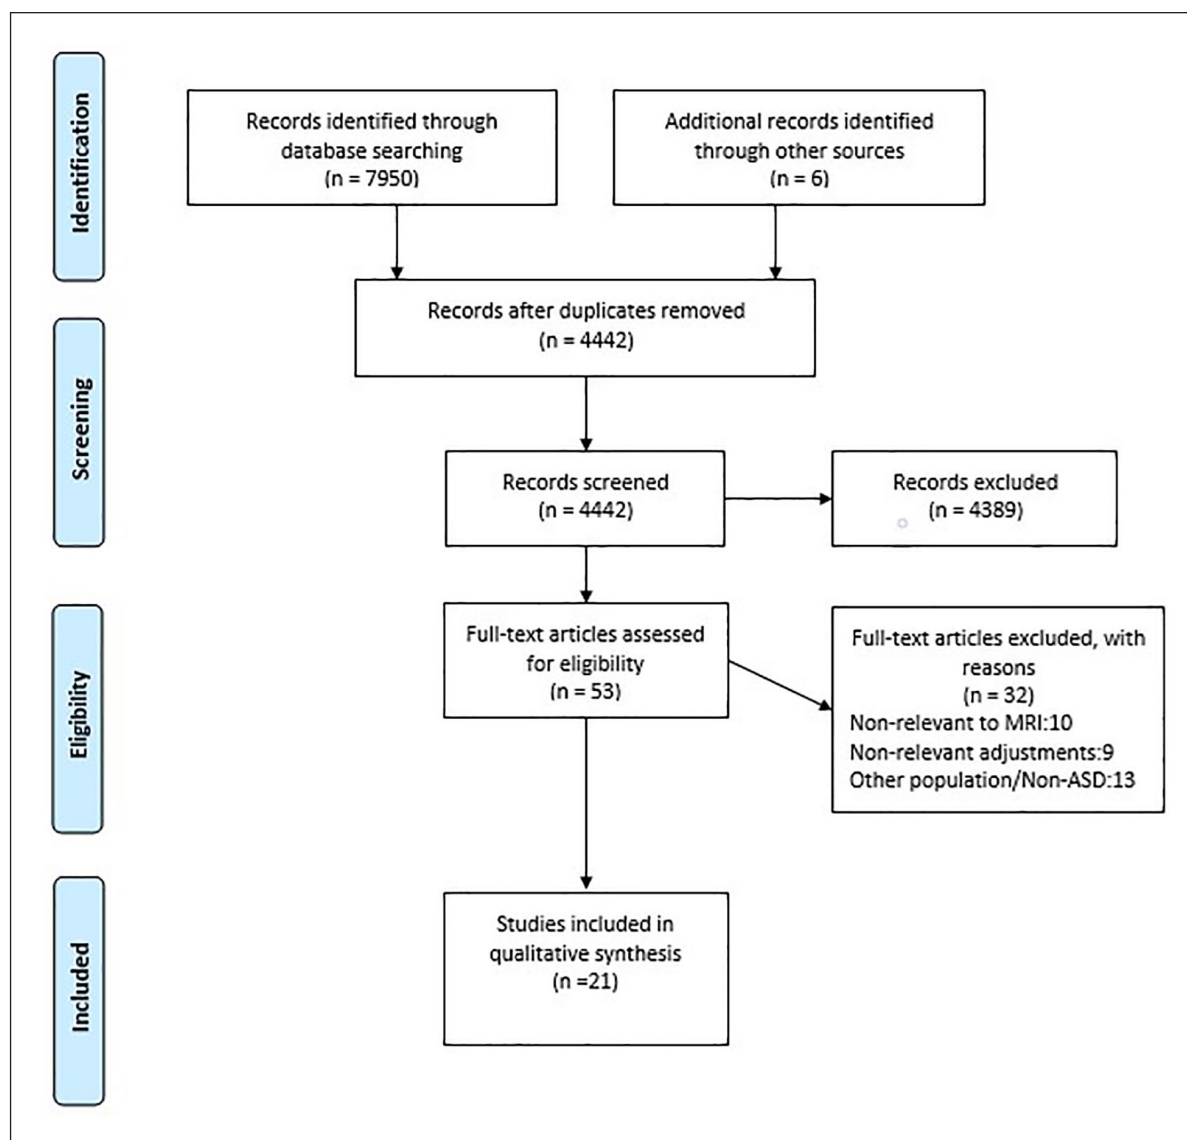 Identification
Records identified through
database searching
(n = 7950)
Additional records identified
through other sources
(n = 6)
Records after duplicates removed
(n = 4442)
Screening
Records screened
(n = 4442)
Records excluded
(n = 4389)
Eligibility
Full-text articles assessed
for eligibility
(n = 53)
Full-text articles excluded, with
reasons
(n = 32)
Non-relevant to MRI:10
Non-relevant adjustments:9
Other population/Non-ASD:13
Included
Studies included in
qualitative synthesis
(n =21)